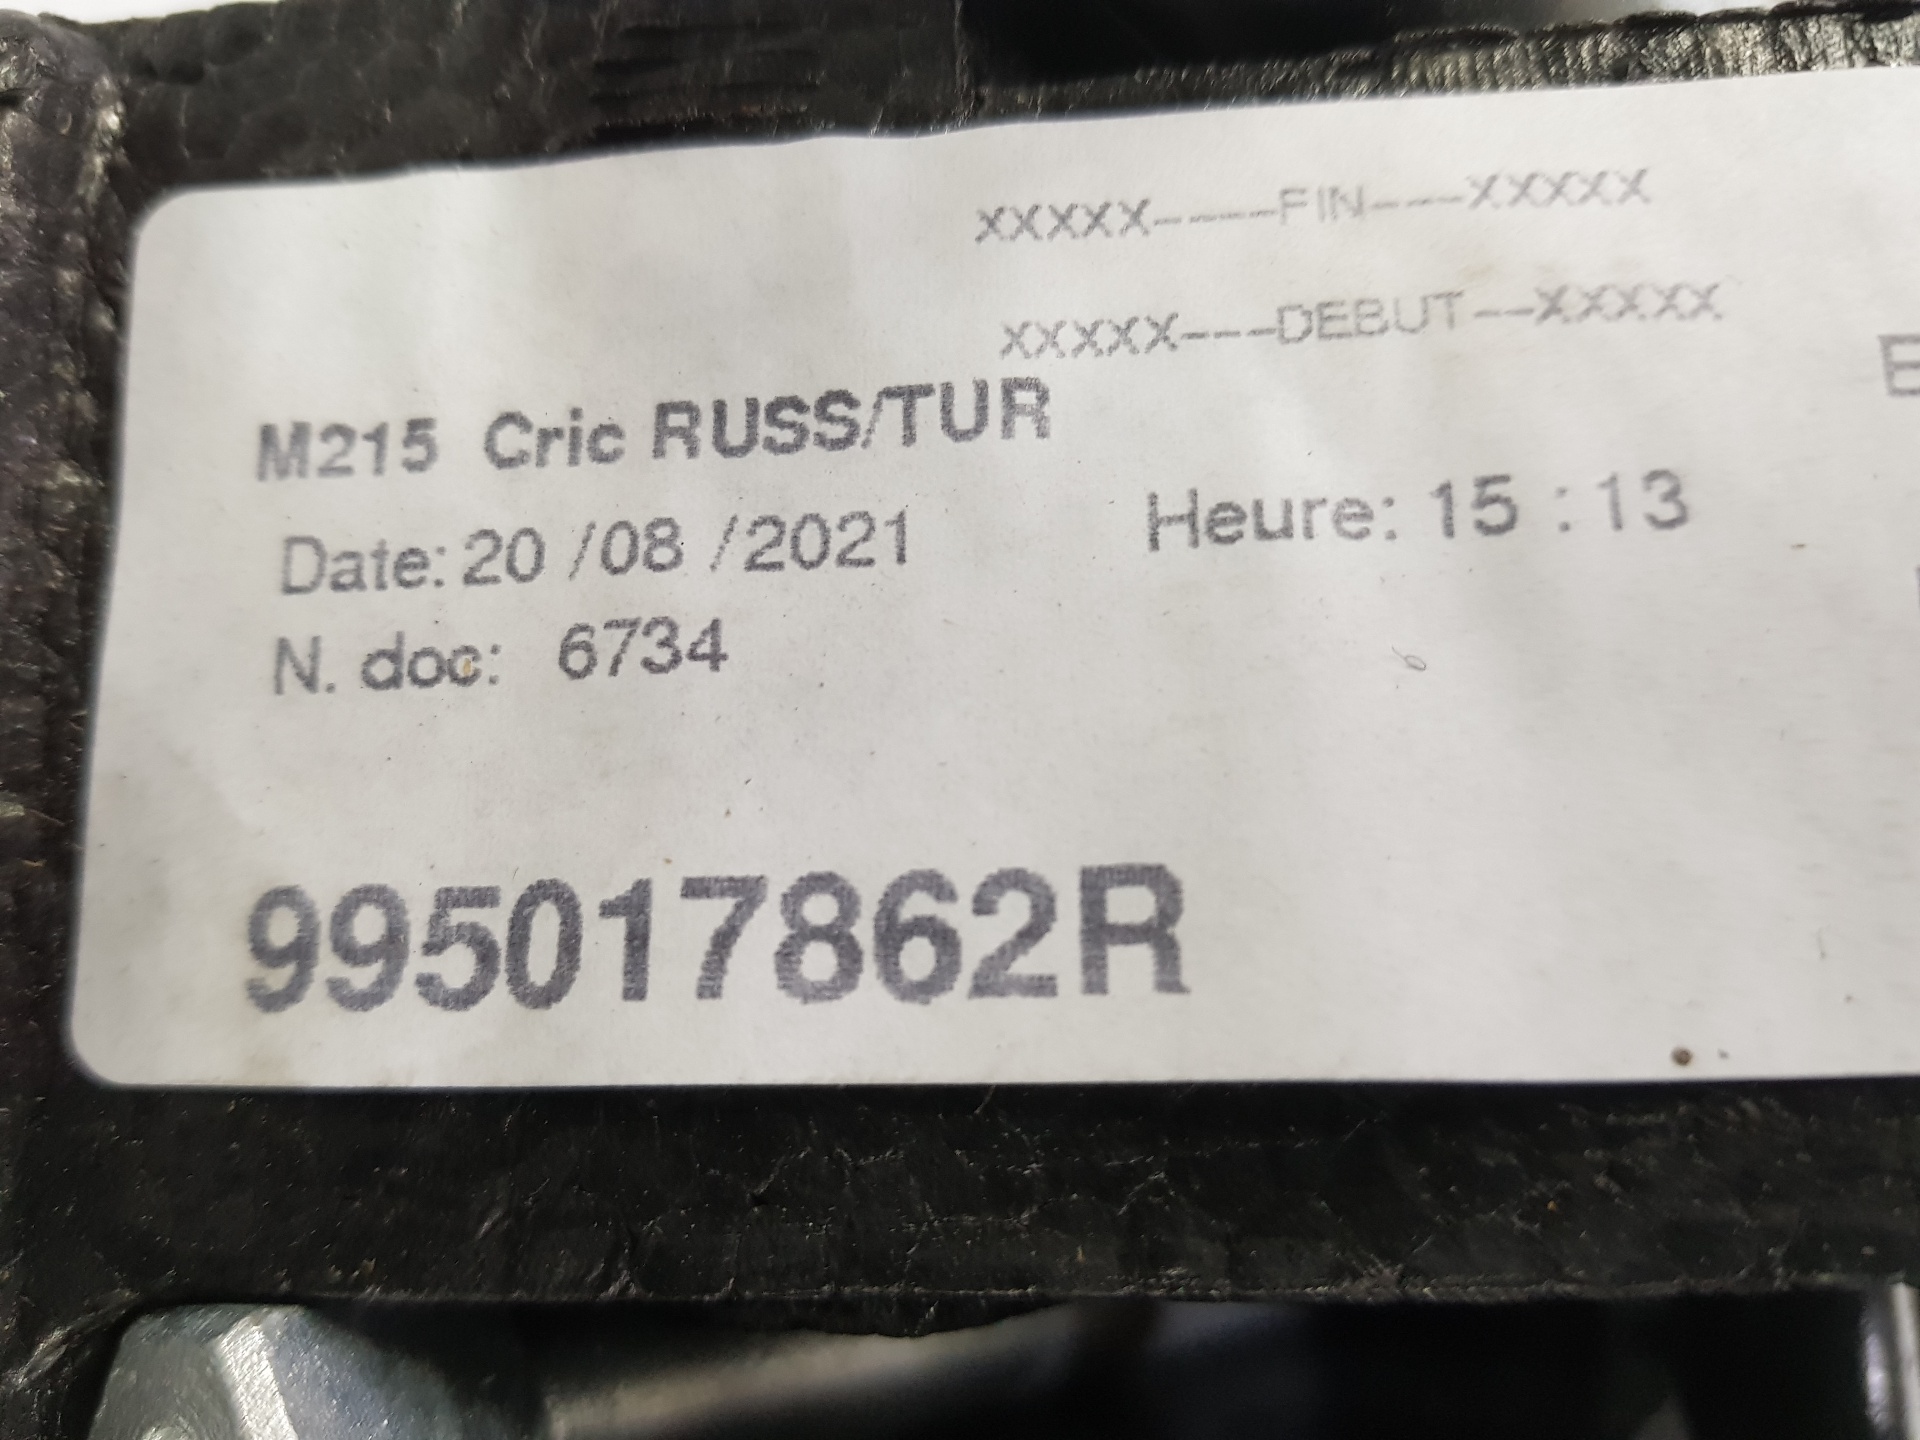 XXXXX----FIN---XXXXX
XXXXX---DEBUT--XXXXX
M215 Cric RUSS/TUR
Date: 20 /08 /2021 Heure: 15 : 13
N. doc: 6734
995017862R